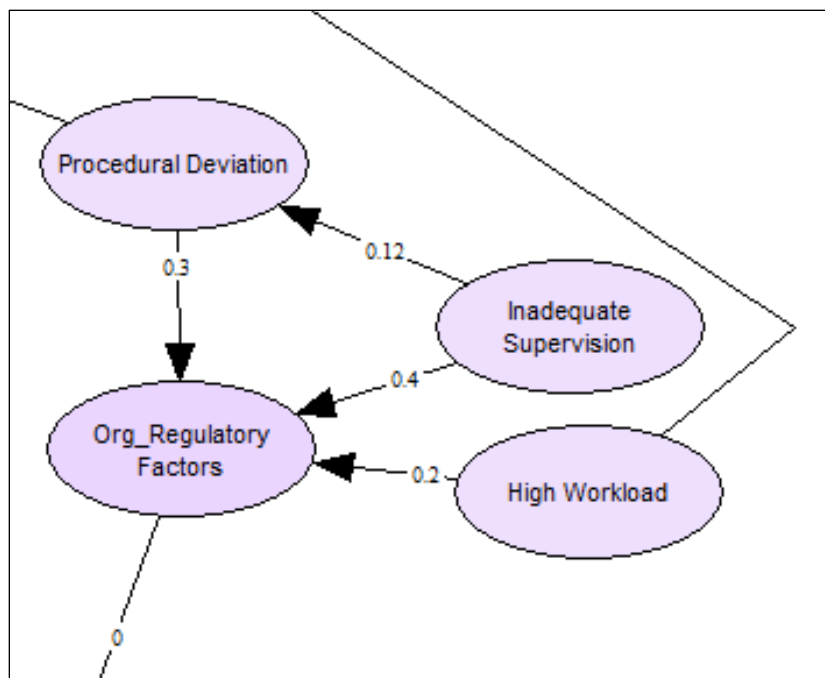 Procedural Deviation
0.12
0.3
Inadequate
Supervision
0.4
Org_Regulatory
Factors
0.2
High Workload
0